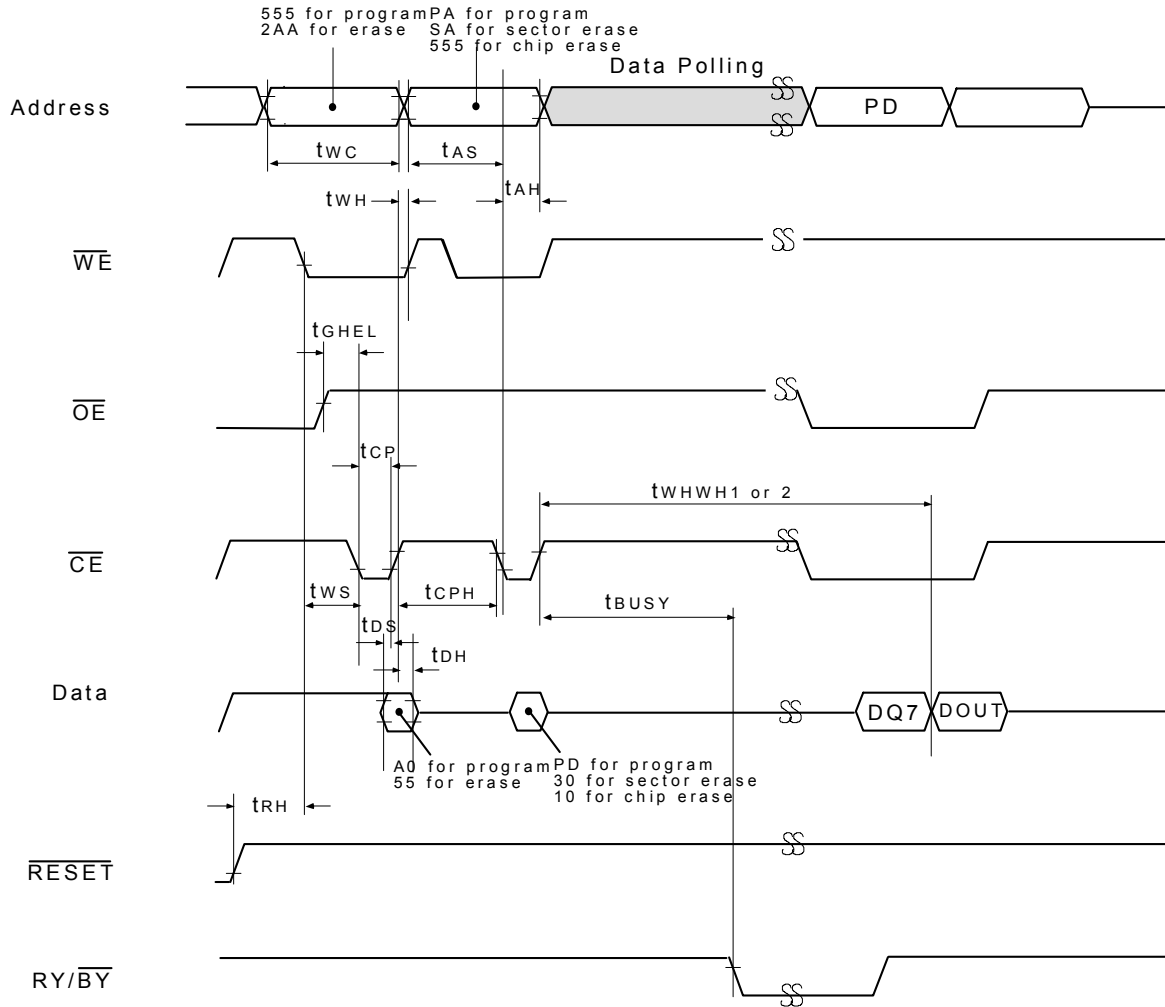 555 for program
2AA for erase
PA for program
SA for sector erase
555 for chip erase
Data Polling
Address
PD
tWC
tAS
tAH
tWH
WE
tGHEL
OE
tCP
tWHWH1 or 2
CE
tWS
tCPH
tBUSY
tDS
tDH
Data
DQ7
DOUT
A0 for program
55 for erase
PD for program
30 for sector erase
10 for chip erase
tRH
RESET
RY/BY